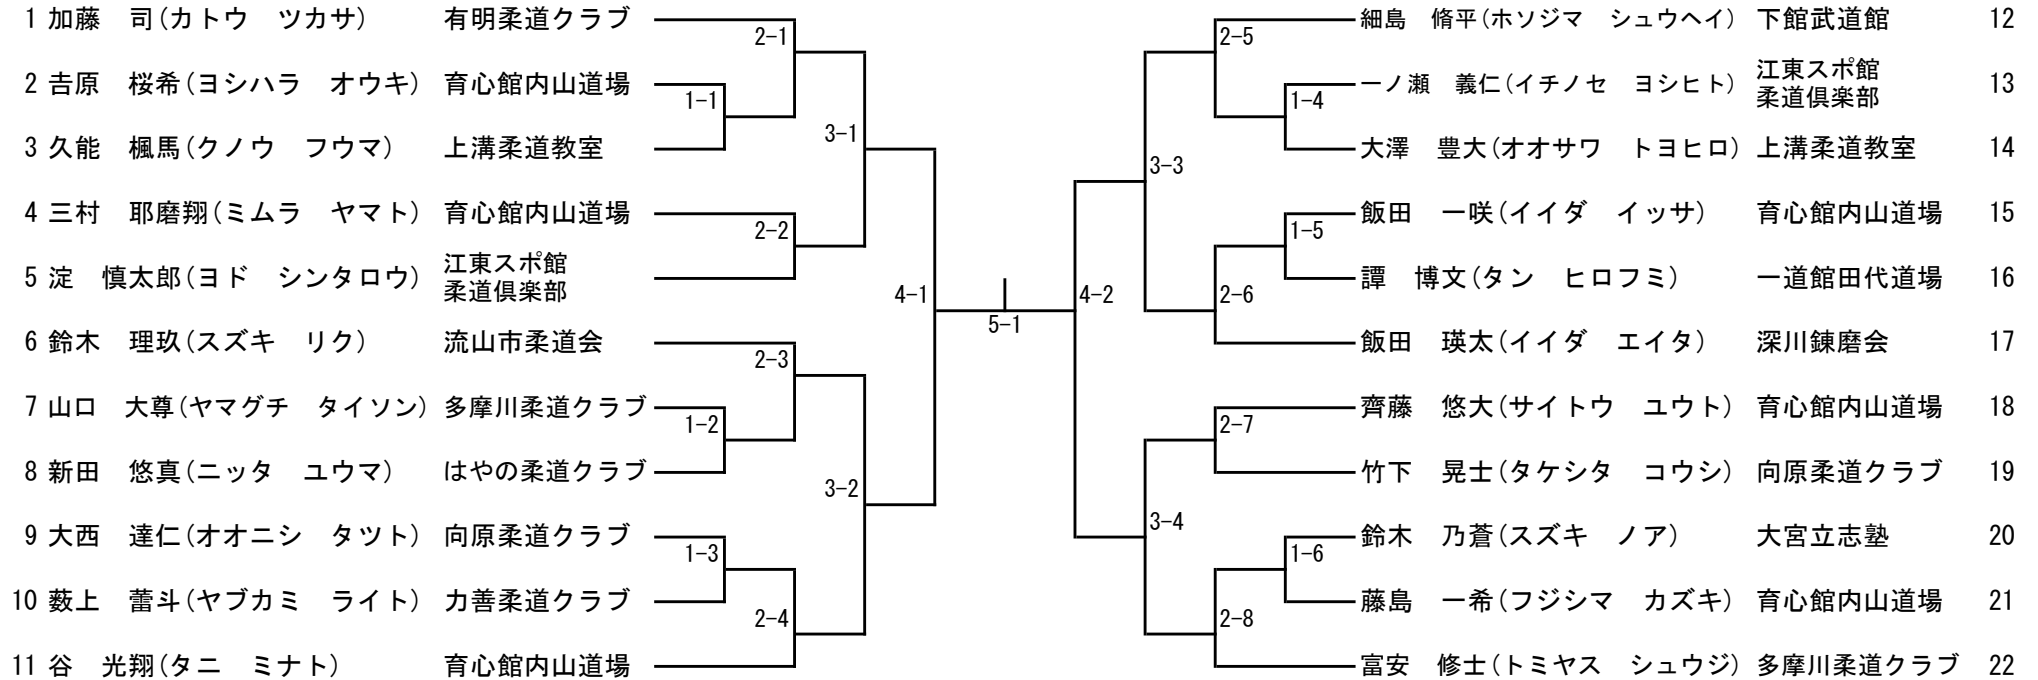 1 加藤　司(カトウ　ツカサ)　有明柔道クラブ
2-1
2 吉原　桜希(ヨシハラ　オウキ)　育心館内山道場
1-1
3 久能　楓馬(クノウ　フウマ)　上溝柔道教室
3-1
4 三村　耶磨翔(ミムラ　ヤマト)　育心館内山道場
2-2
5 淀　慎太郎(ヨド　シンタロウ)　江東スポ館
柔道倶楽部
4-1
6 鈴木　理玖(スズキ　リク)　流山市柔道会
2-3
7 山口　大尊(ヤマグチ　タイソン)　多摩川柔道クラブ
1-2
8 新田　悠真(ニッタ　ユウマ)　はやの柔道クラブ
3-2
9 大西　達仁(オオニシ　タツト)　向原柔道クラブ
1-3
10 薮上　蕾斗(ヤブカミ　ライト)　力善柔道クラブ
2-4
11 谷　光翔(タニ　ミナト)　育心館内山道場
5-1
細島　脩平(ホソジマ　シュウヘイ)　下館武道館　12
2-5
一ノ瀬　義仁(イチノセ　ヨシヒト)　江東スポ館
柔道倶楽部　13
1-4
大澤　豊大(オオサワ　トヨヒロ)　上溝柔道教室　14
3-3
飯田　一咲(イイダ　イッサ)　育心館内山道場　15
1-5
譚　博文(タン　ヒロフミ)　一道館田代道場　16
2-6
4-2
飯田　瑛太(イイダ　エイタ)　深川錬磨会　17
齊藤　悠大(サイトウ　ユウト)　育心館内山道場　18
2-7
竹下　晃士(タケシタ　コウシ)　向原柔道クラブ　19
3-4
鈴木　乃蒼(スズキ　ノア)　大宮立志塾　20
1-6
藤島　一希(フジシマ　カズキ)　育心館内山道場　21
2-8
富安　修士(トミヤス　シュウジ)　多摩川柔道クラブ　22